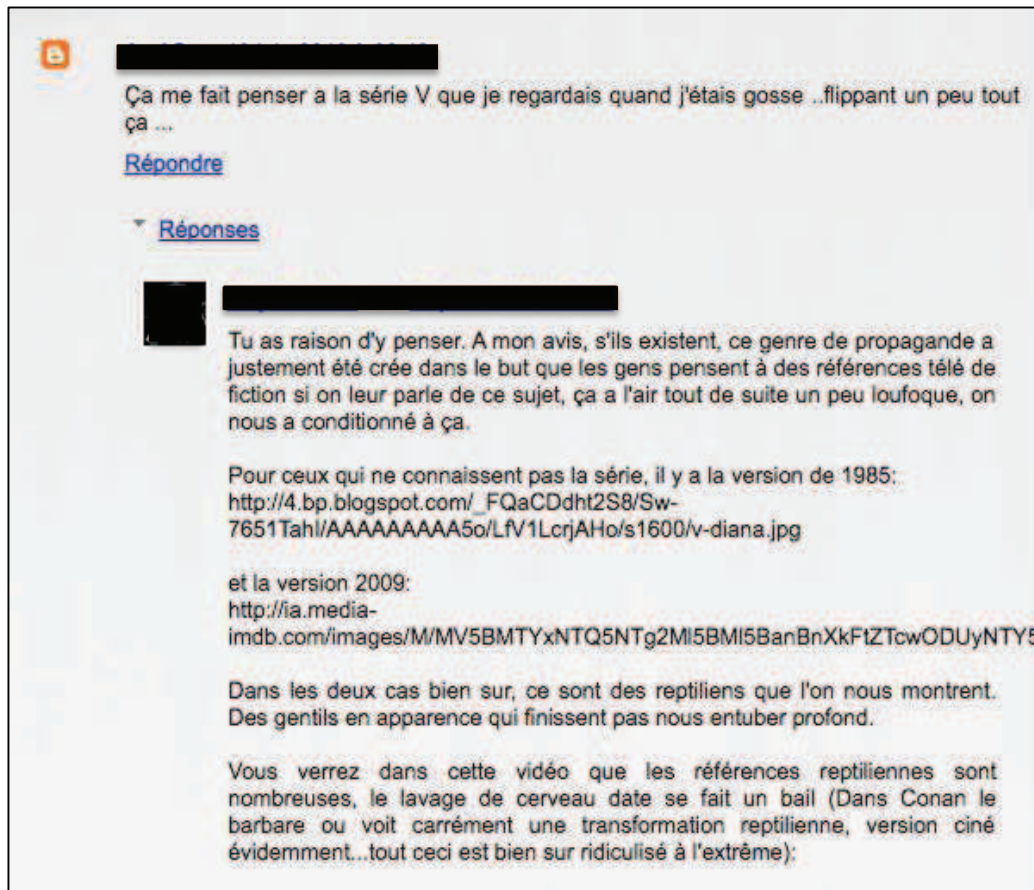 Ça me fait penser a la série V que je regardais quand j'étais gosse ..flippant un peu tout
ça ...
Répondre
Réponses
Tu as raison d'y penser. A mon avis, s'ils existent, ce genre de propagande a
justement été crée dans le but que les gens pensent à des références télé de
fiction si on leur parle de ce sujet, ça a l'air tout de suite un peu loufoque, on
nous a conditionné à ça.
Pour ceux qui ne connaissent pas la série, il y a la version de 1985:
http://4.bp.blogspot.com/_FQaCDdht2S8/Sw-
7651TahI/AAAAAAAAA5o/LfV1LcrjAHo/s1600/v-diana.jpg
et la version 2009:
http://ia.media-
imdb.com/images/M/MV5BMTYxNTQ5NTg2Ml5BMl5BanBnXkFtZTcwODUyNTY5
Dans les deux cas bien sur, ce sont des reptiliens que l'on nous montrent.
Des gentils en apparence qui finissent pas nous entuber profond.
Vous verrez dans cette vidéo que les références reptiliennes sont
nombreuses, le lavage de cerveau date se fait un bail (Dans Conan le
barbare ou voit carrément une transformation reptilienne, version ciné
évidemment...tout ceci est bien sur ridiculisé à l'extrême):